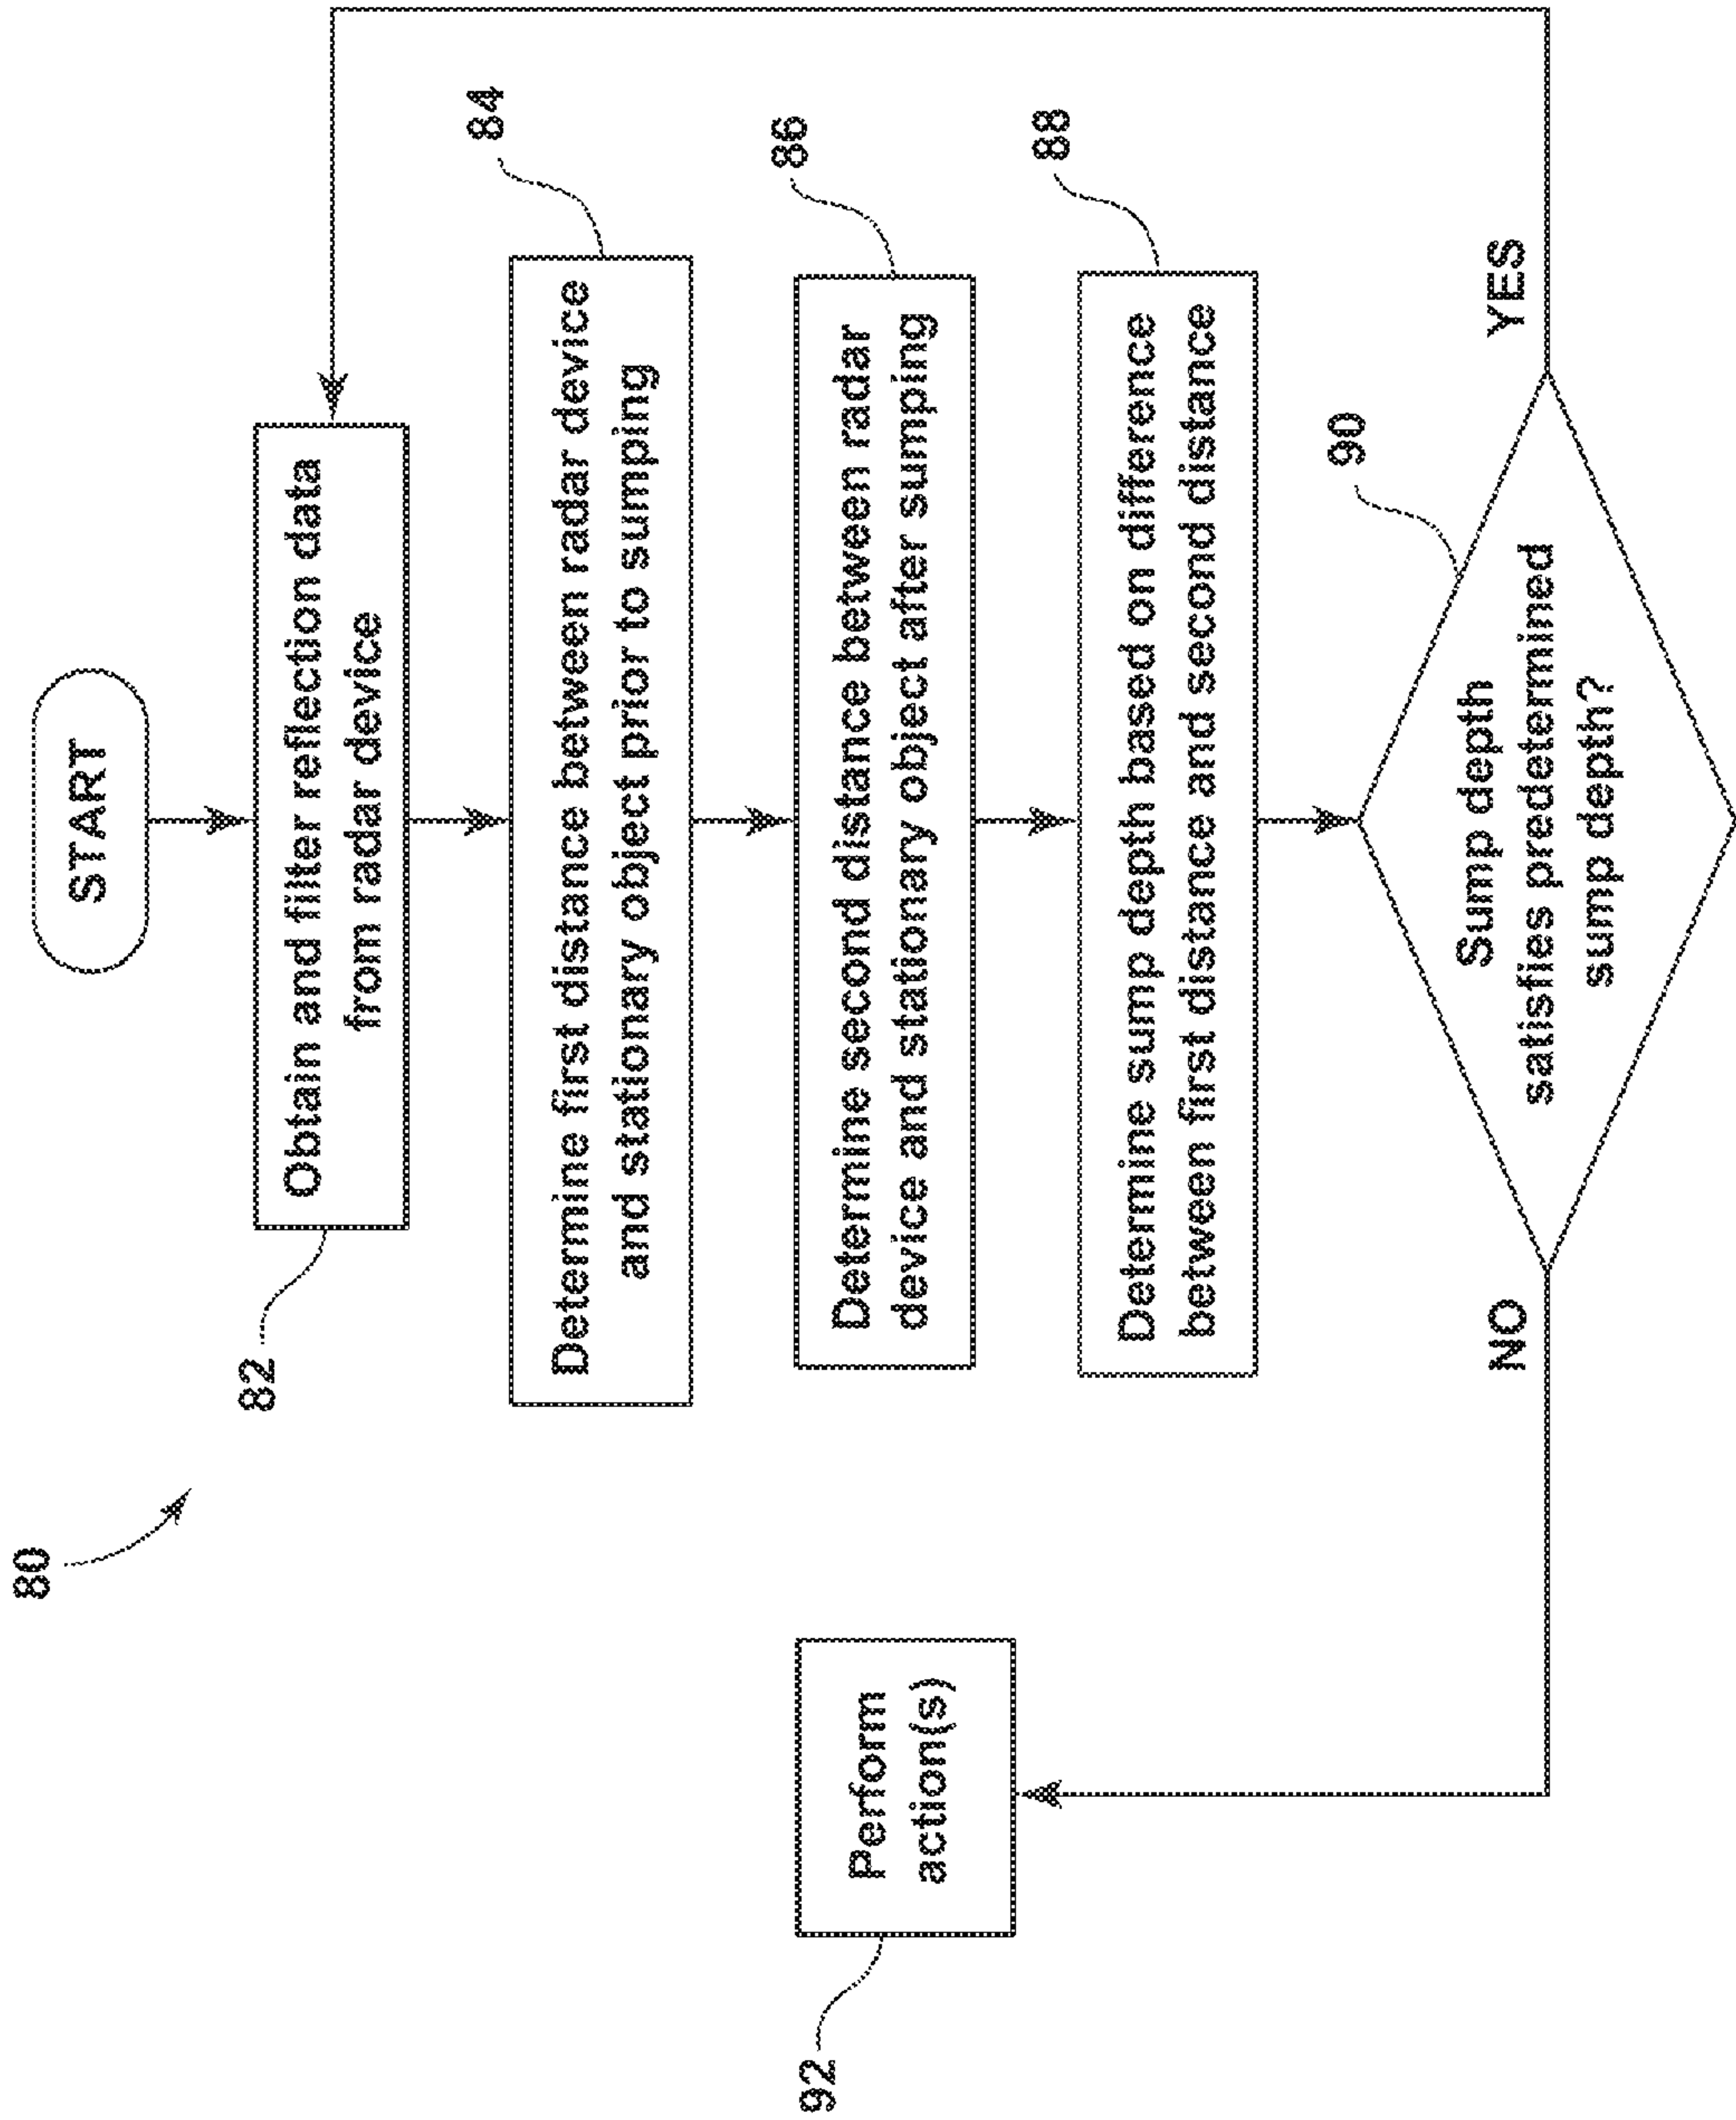 80
START
82
Obtain and filter reflection data
from radar device
84
Determine first distance between radar device
and stationary object prior to sumping
86
Determine second distance between radar
device and stationary object after sumping
88
Determine sump depth based on difference
between first distance and second distance
90
Sump depth
satisfies predetermined
sump depth?
YES
NO
92
Perform
action(s)